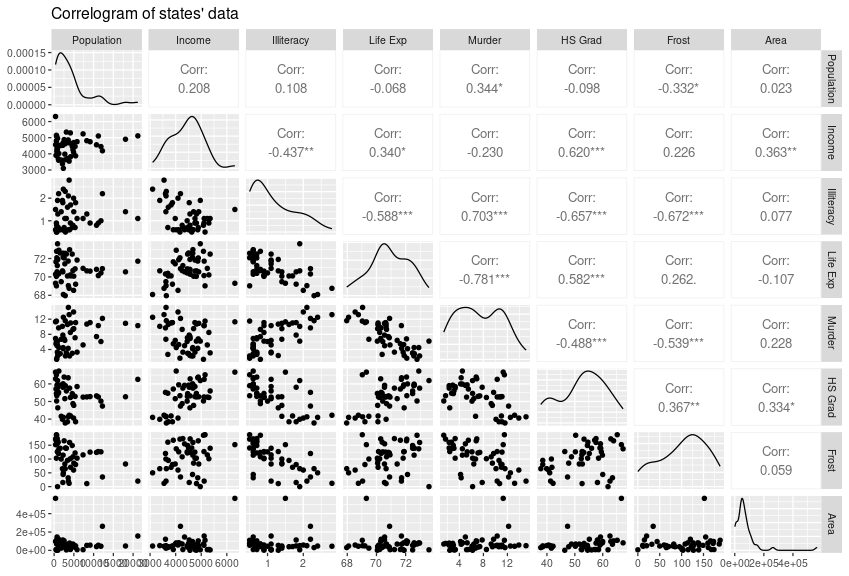 Correlogram of states' data
Population Income Illiteracy Life Exp Murder HS Grad Frost Area
0.00015
0.00010
0.00005
0.00000
Corr: Corr: Corr: Corr: Corr: Corr: Corr:
0.208 0.108 -0.068 0.344* -0.098 -0.332* 0.023
Population
6000
5000
4000
3000
Corr: Corr: Corr: Corr: Corr: Corr:
-0.437** 0.340* -0.230 0.620*** 0.226 0.363**
Income
2
1
Corr: Corr: Corr: Corr: Corr:
-0.588*** 0.703*** -0.657*** -0.672*** 0.077
Illiteracy
72
70
68
Corr: Corr: Corr: Corr:
-0.781*** 0.582*** 0.262. -0.107
Life Exp
12
8
4
Corr: Corr: Corr:
-0.488*** -0.539*** 0.228
Murder
60
50
40
Corr: Corr:
0.367** 0.334*
HS Grad
150
100
50
0
Corr:
0.059
Frost
4e+05
2e+05
0e+00
Area
0 5000 10000 15000 20000 3000 4000 5000 6000 1 2 68 70 72 4 8 12 40 50 60 0 50 100 150 0e+00 2e+05 4e+05